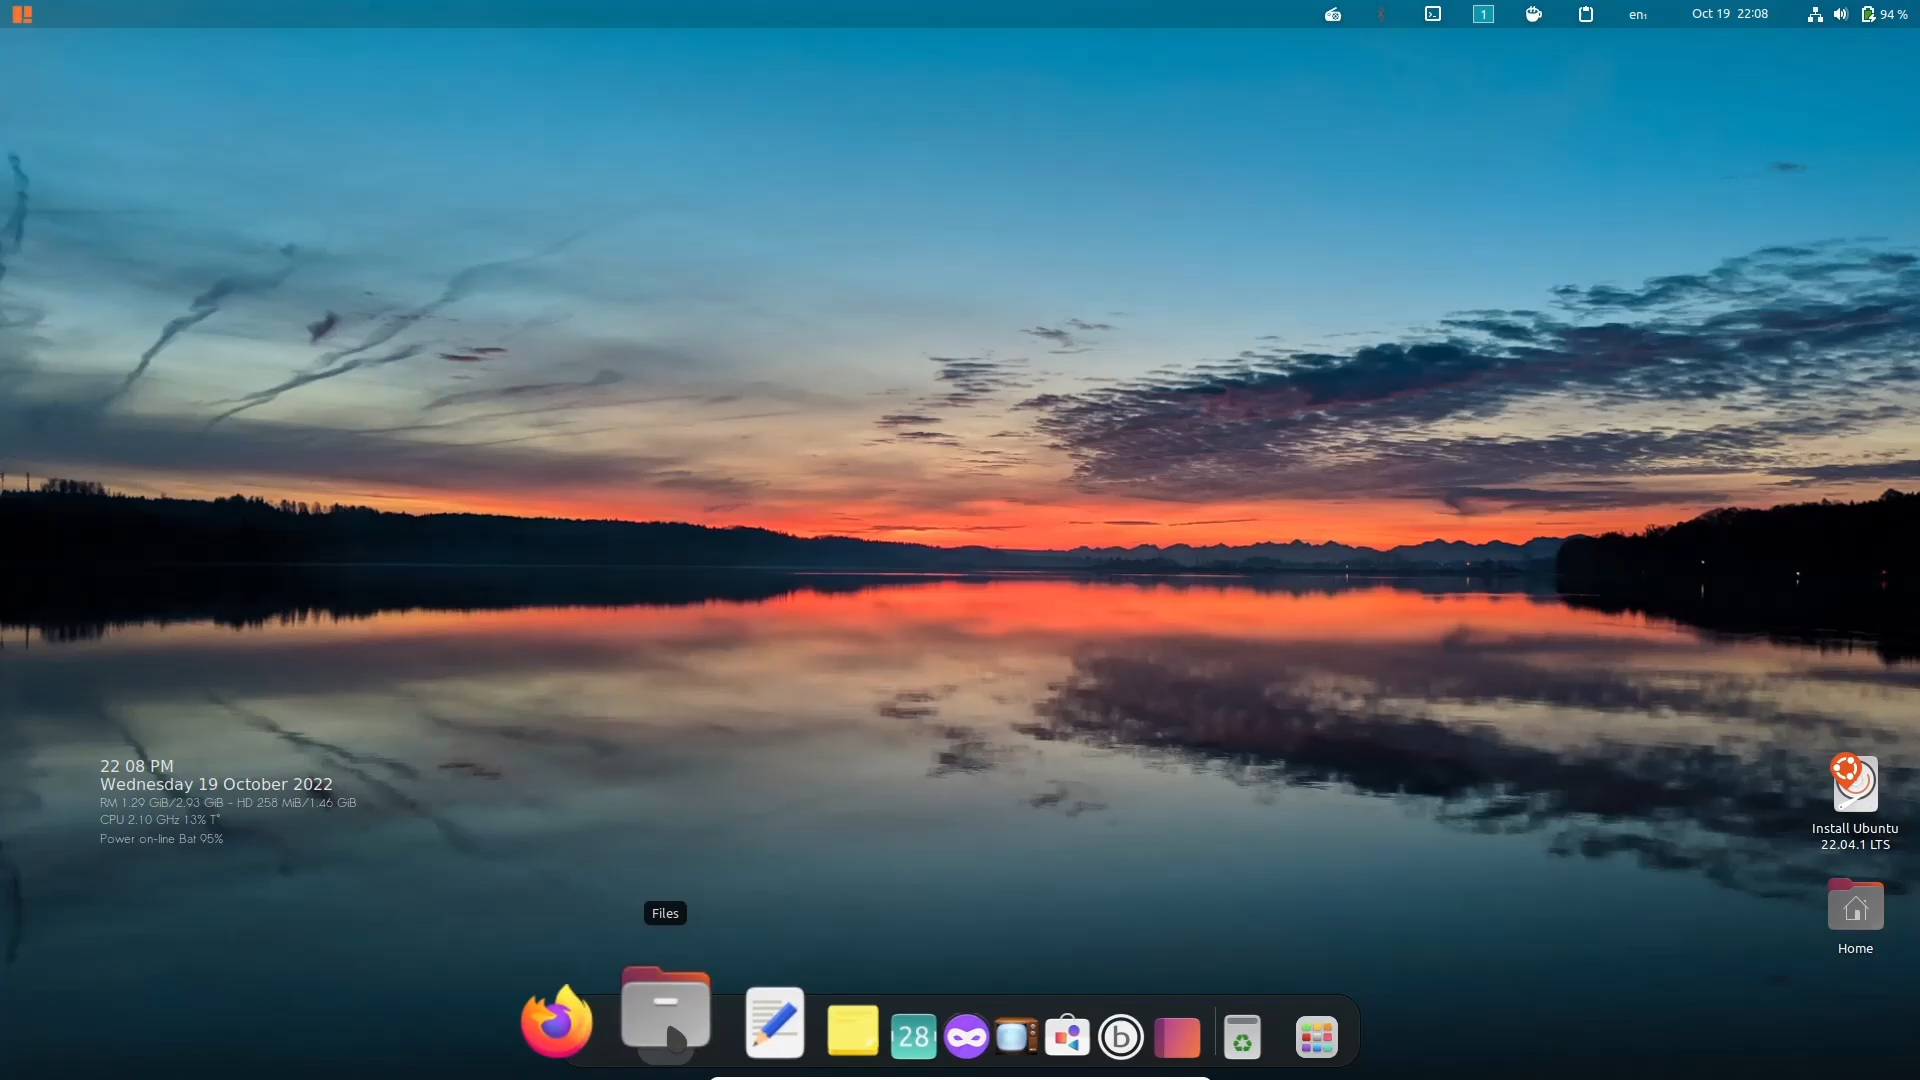 1
en₁
Oct 19 22:08
94 %
22 08 PM
Wednesday 19 October 2022
RM 1.29 GiB/2.93 GiB - HD 258 MiB/1.46 GiB
CPU 2.10 GHz 13% T°
Power on-line Bat 95%
Install Ubuntu
22.04.1 LTS
Home
Files
28
b